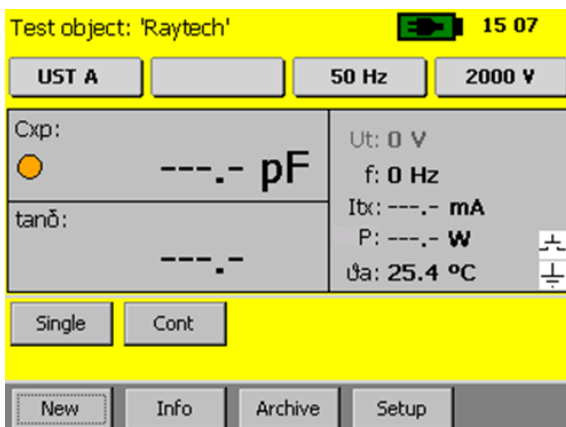 Test object: 'Raytech' 15 07
UST A 50 Hz 2000 V
Cxp:
---.- pF
tanδ:
---.-
Ut: 0 V
f: 0 Hz
Itx: ---.- mA
P: ---.- W
ϑa: 25.4 ºC
Single Cont
New Info Archive Setup